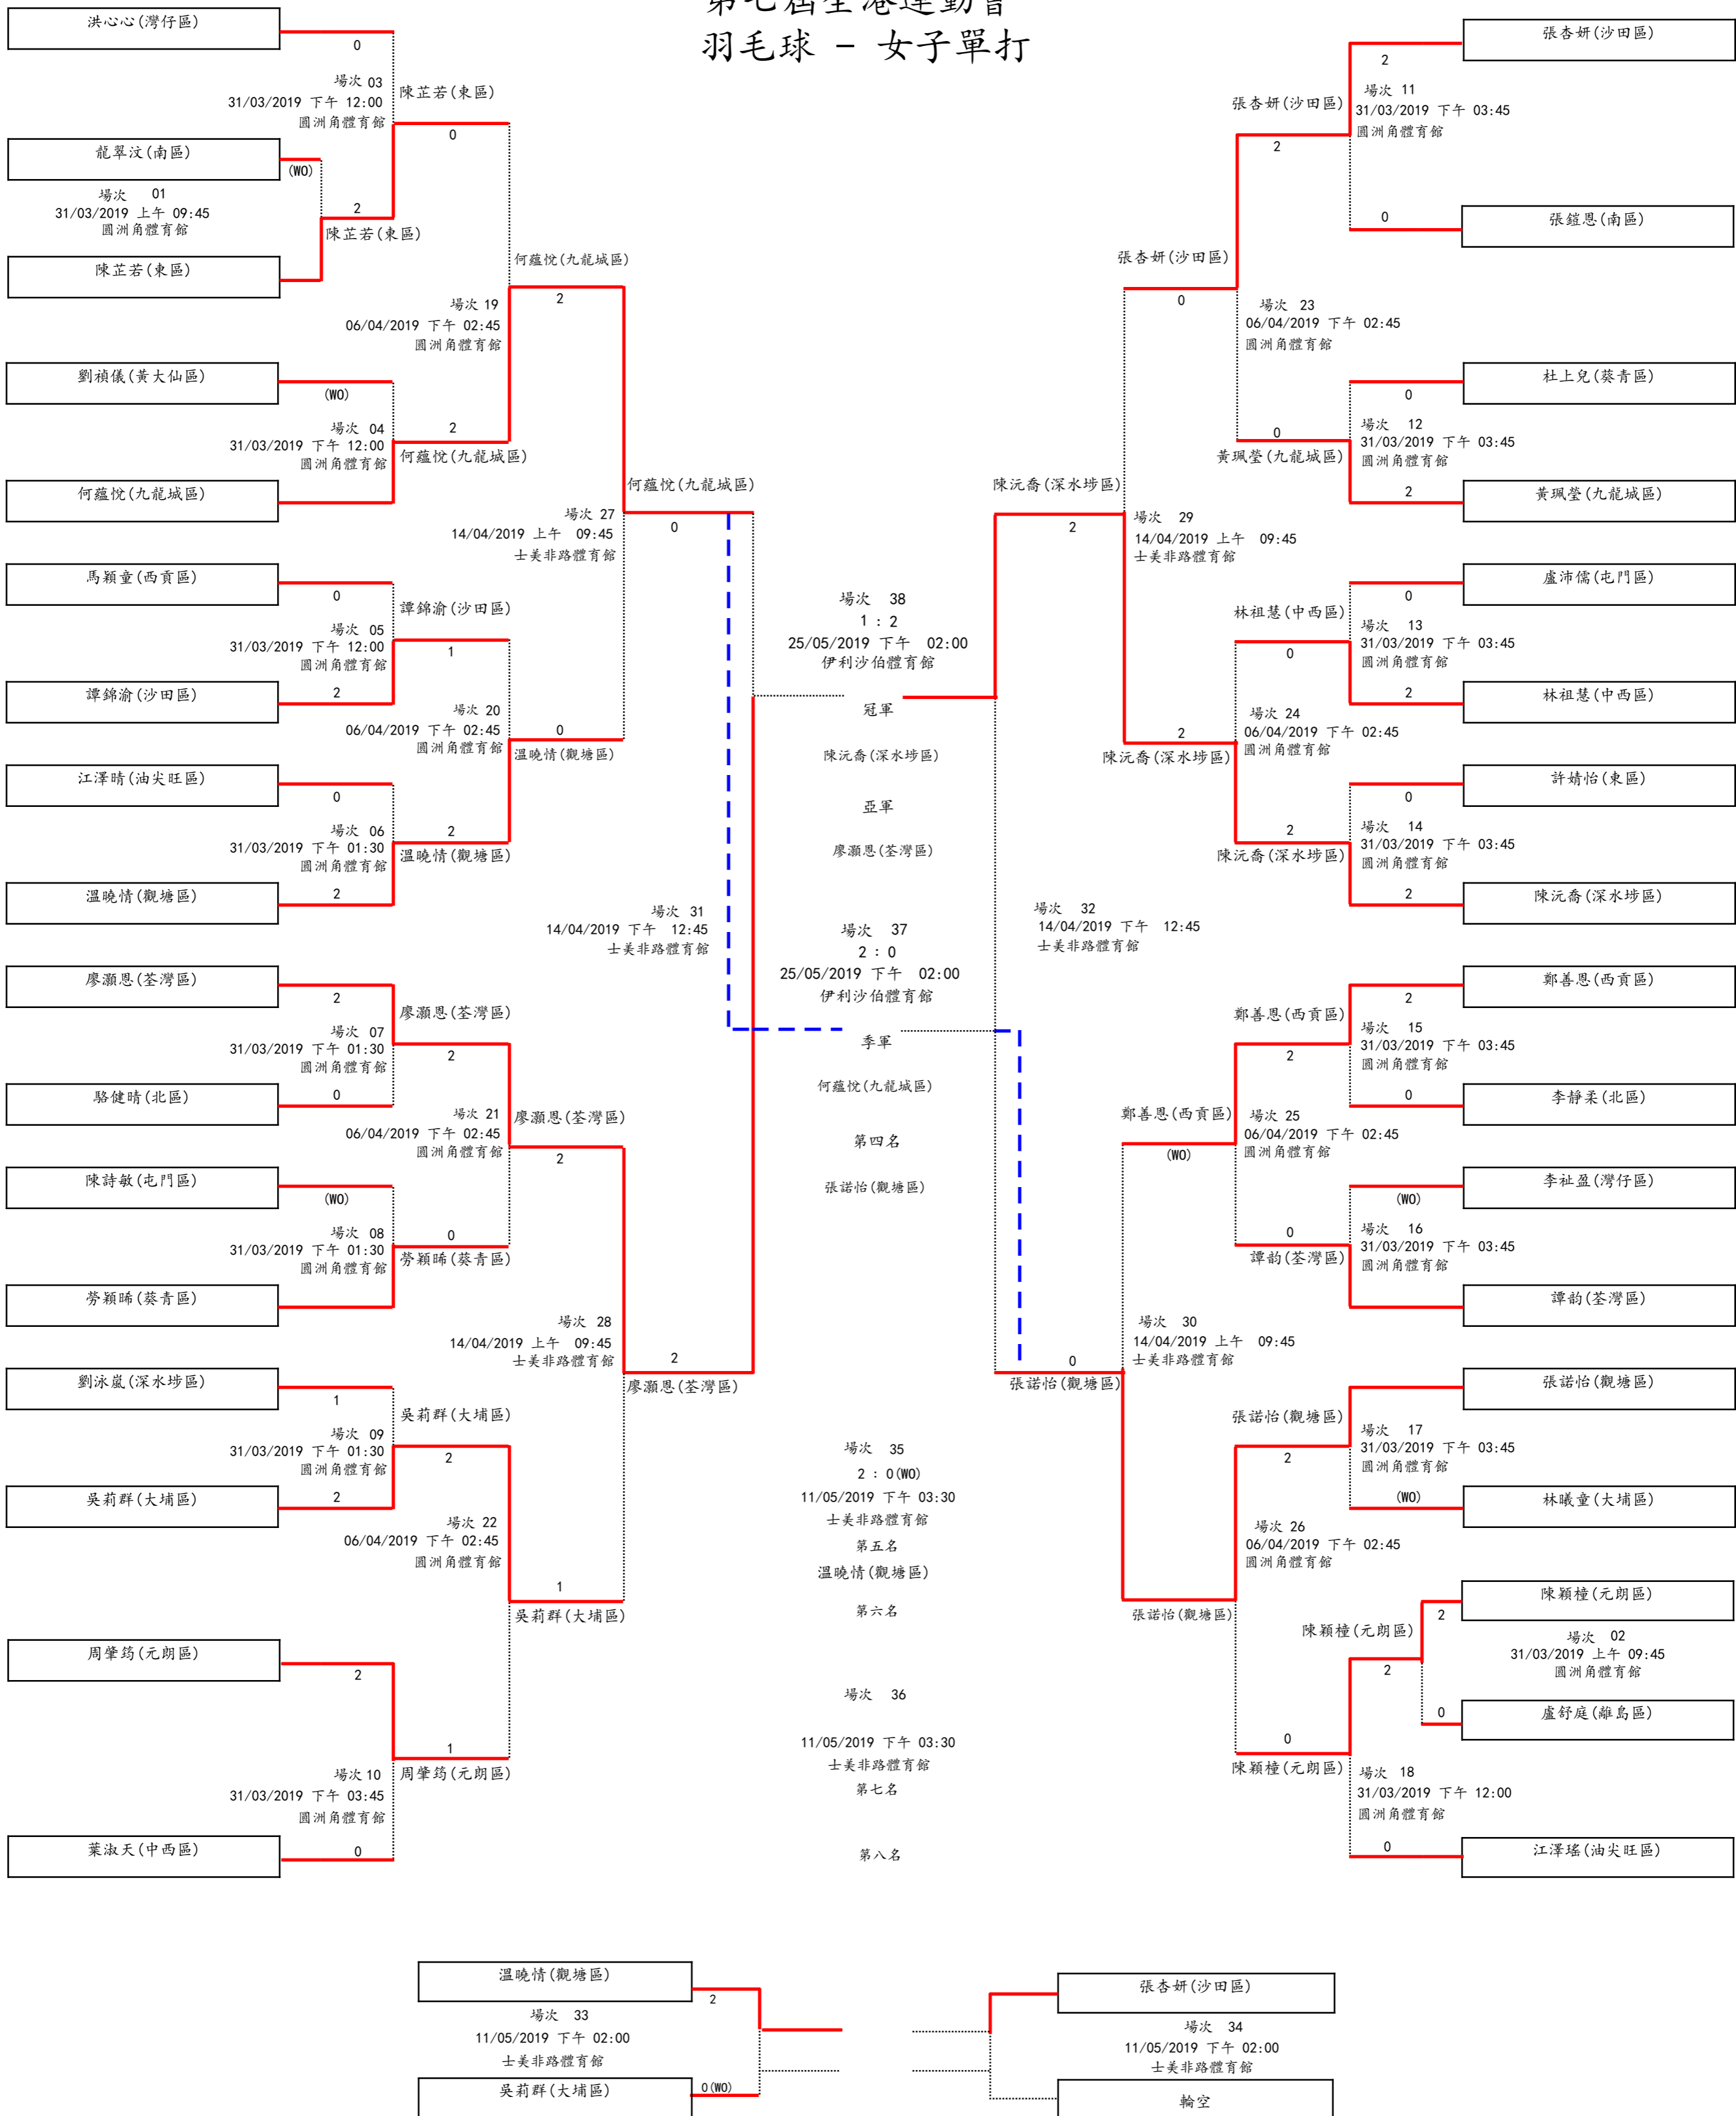 第七屆全港運動會
羽毛球 - 女子單打
洪心心(灣仔區)
0
場次 03
31/03/2019 下午 12:00
圓洲角體育館
陳芷若(東區)
0
龍翠汶(南區)
(WO)
場次 01
31/03/2019 上午 09:45
圓洲角體育館
2
陳芷若(東區)
陳芷若(東區)
何蘊悅(九龍城區)
2
場次 19
06/04/2019 下午 02:45
圓洲角體育館
劉禎儀(黃大仙區)
(WO)
場次 04
31/03/2019 下午 12:00
圓洲角體育館
2
何蘊悅(九龍城區)
何蘊悅(九龍城區)
何蘊悅(九龍城區)
0
場次 27
14/04/2019 上午 09:45
士美非路體育館
馬穎童(西貢區)
0
場次 05
31/03/2019 下午 12:00
圓洲角體育館
譚錦渝(沙田區)
1
譚錦渝(沙田區)
2
場次 20
06/04/2019 下午 02:45
圓洲角體育館
0
溫曉情(觀塘區)
江澤晴(油尖旺區)
0
場次 06
31/03/2019 下午 01:30
圓洲角體育館
2
溫曉情(觀塘區)
溫曉情(觀塘區)
2
場次 31
14/04/2019 下午 12:45
士美非路體育館
廖灝恩(荃灣區)
2
場次 07
31/03/2019 下午 01:30
圓洲角體育館
廖灝恩(荃灣區)
2
駱健晴(北區)
0
場次 21
06/04/2019 下午 02:45
圓洲角體育館
廖灝恩(荃灣區)
2
陳詩敏(屯門區)
(WO)
場次 08
31/03/2019 下午 01:30
圓洲角體育館
0
勞穎晞(葵青區)
勞穎晞(葵青區)
場次 28
14/04/2019 上午 09:45
士美非路體育館
2
廖灝恩(荃灣區)
劉泳嵐(深水埗區)
1
場次 09
31/03/2019 下午 01:30
圓洲角體育館
吳莉群(大埔區)
2
吳莉群(大埔區)
2
場次 22
06/04/2019 下午 02:45
圓洲角體育館
1
吳莉群(大埔區)
周肇筠(元朗區)
2
1
周肇筠(元朗區)
場次 10
31/03/2019 下午 03:45
圓洲角體育館
葉淑天(中西區)
0
場次 38
1 : 2
25/05/2019 下午 02:00
伊利沙伯體育館
冠軍
陳沅喬(深水埗區)
亞軍
廖灝恩(荃灣區)
場次 37
2 : 0
25/05/2019 下午 02:00
伊利沙伯體育館
季軍
何蘊悅(九龍城區)
第四名
張諾怡(觀塘區)
場次 35
2 : 0(WO)
11/05/2019 下午 03:30
士美非路體育館
第五名
溫曉情(觀塘區)
第六名
場次 36
11/05/2019 下午 03:30
士美非路體育館
第七名
第八名
張杏妍(沙田區)
2
場次 11
31/03/2019 下午 03:45
圓洲角體育館
張杏妍(沙田區)
2
0
張鎧恩(南區)
張杏妍(沙田區)
0
場次 23
06/04/2019 下午 02:45
圓洲角體育館
杜上兒(葵青區)
0
場次 12
31/03/2019 下午 03:45
圓洲角體育館
0
黃珮瑩(九龍城區)
2
黃珮瑩(九龍城區)
陳沅喬(深水埗區)
2
場次 29
14/04/2019 上午 09:45
士美非路體育館
盧沛儒(屯門區)
0
場次 13
31/03/2019 下午 03:45
圓洲角體育館
林祖慧(中西區)
0
2
林祖慧(中西區)
場次 24
06/04/2019 下午 02:45
圓洲角體育館
2
陳沅喬(深水埗區)
許婧怡(東區)
0
場次 14
31/03/2019 下午 03:45
圓洲角體育館
2
陳沅喬(深水埗區)
2
陳沅喬(深水埗區)
場次 32
14/04/2019 下午 12:45
士美非路體育館
鄭善恩(西貢區)
2
場次 15
31/03/2019 下午 03:45
圓洲角體育館
鄭善恩(西貢區)
2
0
李靜柔(北區)
鄭善恩(西貢區)
(WO)
場次 25
06/04/2019 下午 02:45
圓洲角體育館
李祉盈(灣仔區)
(WO)
場次 16
31/03/2019 下午 03:45
圓洲角體育館
0
譚韵(荃灣區)
譚韵(荃灣區)
場次 30
14/04/2019 上午 09:45
士美非路體育館
0
張諾怡(觀塘區)
張諾怡(觀塘區)
張諾怡(觀塘區)
2
場次 17
31/03/2019 下午 03:45
圓洲角體育館
(WO)
林曦童(大埔區)
場次 26
06/04/2019 下午 02:45
圓洲角體育館
張諾怡(觀塘區)
陳穎橦(元朗區)
2
場次 02
31/03/2019 上午 09:45
圓洲角體育館
陳穎橦(元朗區)
2
0
盧舒庭(離島區)
0
陳穎橦(元朗區)
場次 18
31/03/2019 下午 12:00
圓洲角體育館
0
江澤瑤(油尖旺區)
溫曉情(觀塘區)
2
場次 33
11/05/2019 下午 02:00
士美非路體育館
吳莉群(大埔區)
0(WO)
張杏妍(沙田區)
場次 34
11/05/2019 下午 02:00
士美非路體育館
輪空